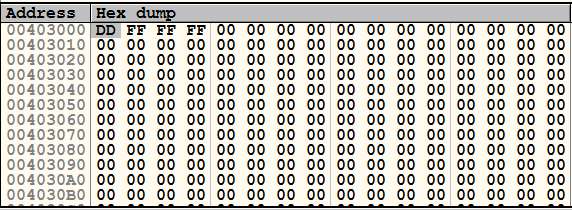 Address Hex dump
00403000 DD FF FF FF 00 00 00 00 00 00 00 00 00 00 00 00
00403010 00 00 00 00 00 00 00 00 00 00 00 00 00 00 00 00
00403020 00 00 00 00 00 00 00 00 00 00 00 00 00 00 00 00
00403030 00 00 00 00 00 00 00 00 00 00 00 00 00 00 00 00
00403040 00 00 00 00 00 00 00 00 00 00 00 00 00 00 00 00
00403050 00 00 00 00 00 00 00 00 00 00 00 00 00 00 00 00
00403060 00 00 00 00 00 00 00 00 00 00 00 00 00 00 00 00
00403070 00 00 00 00 00 00 00 00 00 00 00 00 00 00 00 00
00403080 00 00 00 00 00 00 00 00 00 00 00 00 00 00 00 00
00403090 00 00 00 00 00 00 00 00 00 00 00 00 00 00 00 00
004030A0 00 00 00 00 00 00 00 00 00 00 00 00 00 00 00 00
004030B0 00 00 00 00 00 00 00 00 00 00 00 00 00 00 00 00